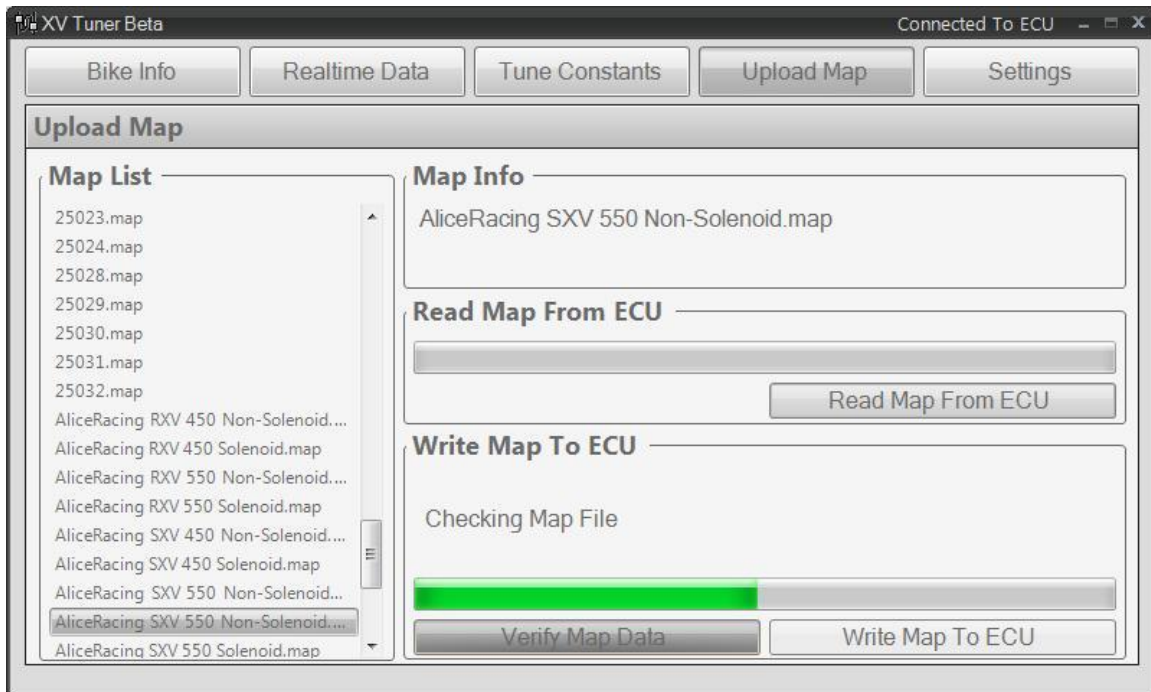 XV Tuner Beta
Connected To ECU
Bike Info
Realtime Data
Tune Constants
Upload Map
Settings
Upload Map
Map List
25023.map
25024.map
25028.map
25029.map
25030.map
25031.map
25032.map
AliceRacing RXV 450 Non-Solenoid....
AliceRacing RXV 450 Solenoid.map
AliceRacing RXV 550 Non-Solenoid....
AliceRacing RXV 550 Solenoid.map
AliceRacing SXV 450 Non-Solenoid....
AliceRacing SXV 450 Solenoid.map
AliceRacing SXV 550 Non-Solenoid...
AliceRacing SXV 550 Non-Solenoid....
AliceRacing SXV 550 Solenoid.map
Map Info
AliceRacing SXV 550 Non-Solenoid.map
Read Map From ECU
Read Map From ECU
Write Map To ECU
Checking Map File
Verify Map Data
Write Map To ECU